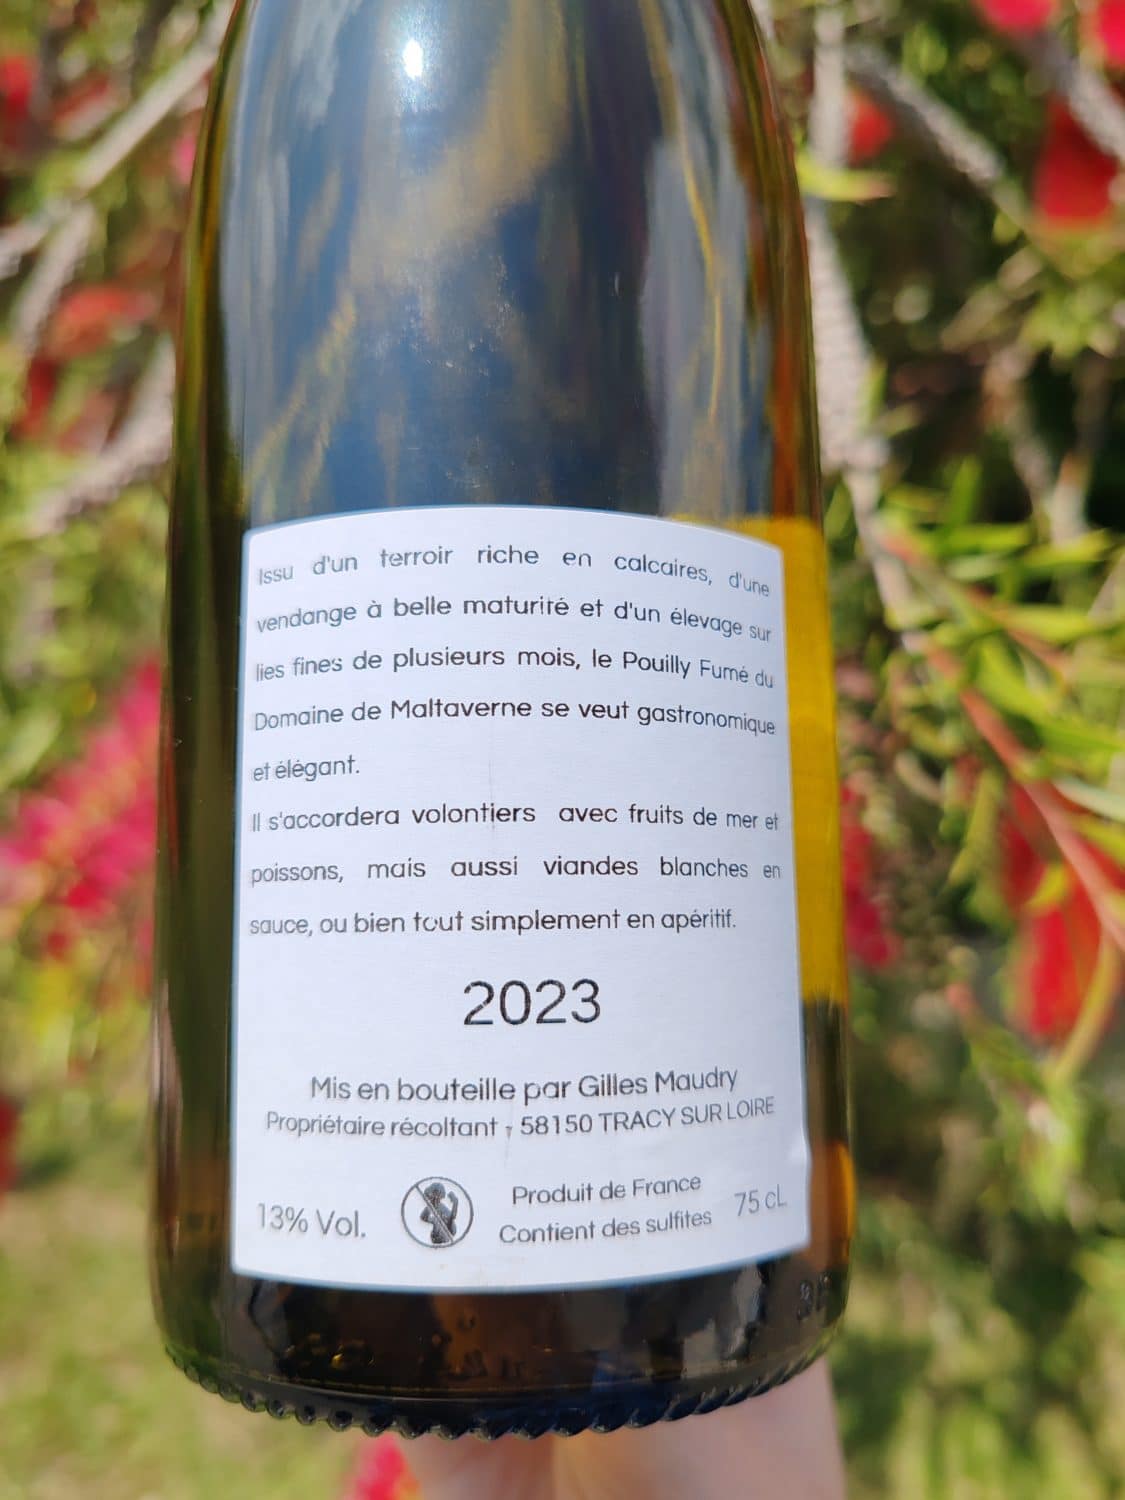 Issu d'un terroir riche en calcaires, d'une
vendange à belle maturité et d'un élevage sur
lies fines de plusieurs mois, le Pouilly Fumé du
Domaine de Maltaverne se veut gastronomique
et élégant.
Il s'accordera volontiers avec fruits de mer et
poissons, mais aussi viandes blanches en
sauce, ou bien tout simplement en apéritif.
2023
Mis en bouteille par Gilles Maudry
Propriétaire récoltant - 58150 TRACY SUR LOIRE
13% Vol.
Produit de France
Contient des sulfites
75 cL